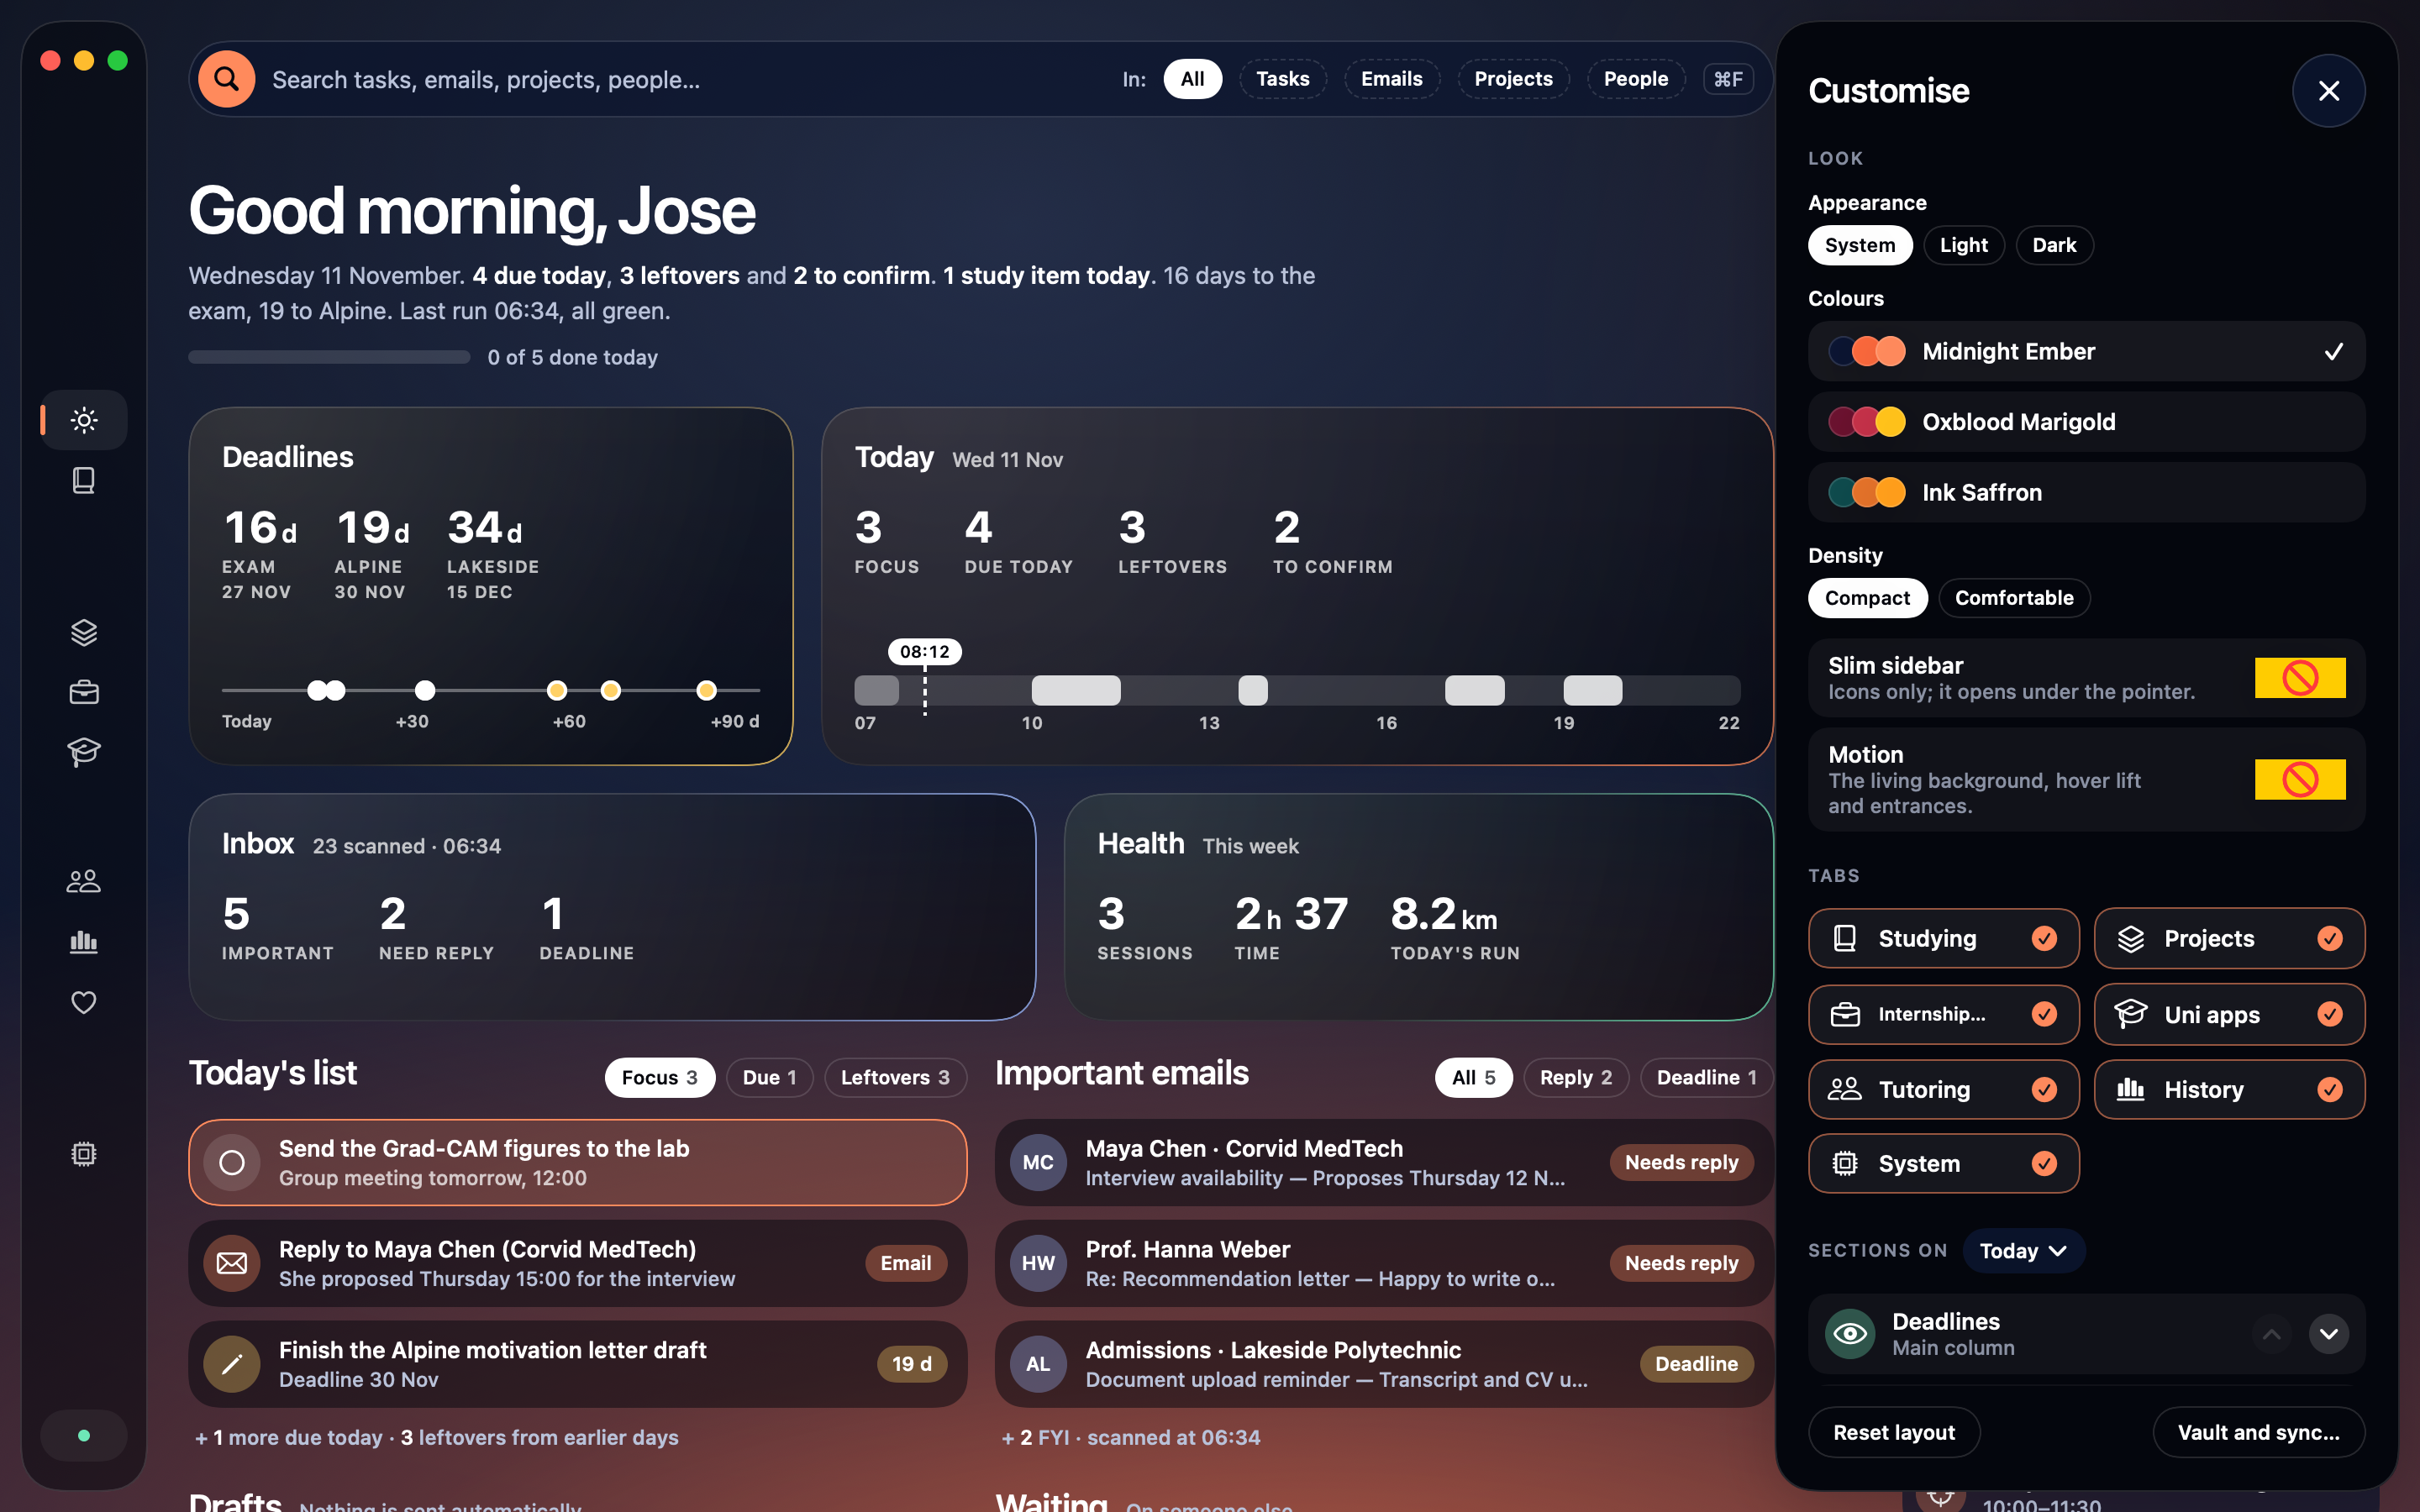 Search tasks, emails, projects, people...
In: All Tasks Emails Projects People ⌘F
Good morning, Jose
Wednesday 11 November. 4 due today, 3 leftovers and 2 to confirm. 1 study item today. 16 days to the
exam, 19 to Alpine. Last run 06:34, all green.
0 of 5 done today
Deadlines
16 d 19 d 34 d
EXAM ALPINE LAKESIDE
27 NOV 30 NOV 15 DEC
Today +30 +60 +90 d
Today Wed 11 Nov
3 4 3 2
FOCUS DUE TODAY LEFTOVERS TO CONFIRM
08:12
07 10 13 16 19 22
Inbox 23 scanned · 06:34
5 2 1
IMPORTANT NEED REPLY DEADLINE
Health This week
3 2 h 37 8.2 km
SESSIONS TIME TODAY'S RUN
Today's list Focus 3 Due 1 Leftovers 3
Send the Grad-CAM figures to the lab
Group meeting tomorrow, 12:00
Reply to Maya Chen (Corvid MedTech)
She proposed Thursday 15:00 for the interview
Email
Finish the Alpine motivation letter draft
Deadline 30 Nov
19 d
+ 1 more due today · 3 leftovers from earlier days
Drafts Nothing is sent automatically
Important emails All 5 Reply 2 Deadline 1
MC
Maya Chen · Corvid MedTech
Interview availability — Proposes Thursday 12 N...
Needs reply
HW
Prof. Hanna Weber
Re: Recommendation letter — Happy to write o...
Needs reply
AL
Admissions · Lakeside Polytechnic
Document upload reminder — Transcript and CV u...
Deadline
+ 2 FYI · scanned at 06:34
Waiting On someone else
Customise
LOOK
Appearance
System Light Dark
Colours
Midnight Ember
Oxblood Marigold
Ink Saffron
Density
Compact Comfortable
Slim sidebar
Icons only; it opens under the pointer.
Motion
The living background, hover lift
and entrances.
TABS
Studying Projects
Internship... Uni apps
Tutoring History
System
SECTIONS ON Today
Deadlines
Main column
Reset layout Vault and sync...
10:00–11:30